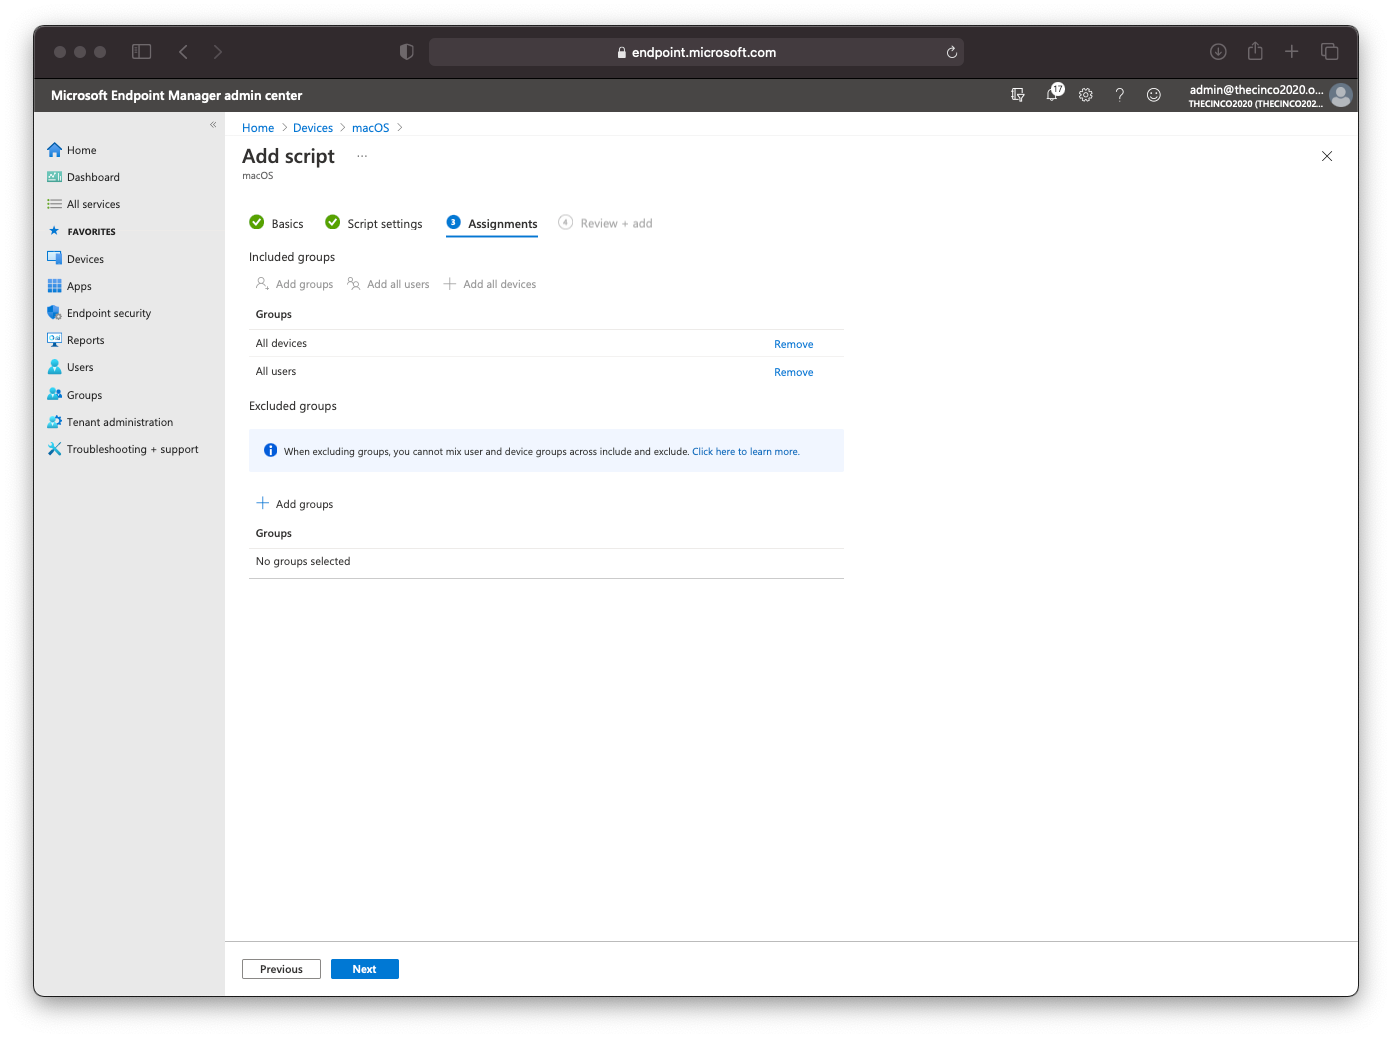 endpoint.microsoft.com
Microsoft Endpoint Manager admin center
17
?
admin@thecinco2020.o...
THECINCO2020 (THECINCO202...
«
Home
Dashboard
All services
FAVORITES
Devices
Apps
Endpoint security
Reports
Users
Groups
Tenant administration
Troubleshooting + support
Home > Devices > macOS >
Add script ...
macOS
Basics
Script settings
3 Assignments
4 Review + add
Included groups
Add groups
Add all users
Add all devices
Groups
All devices Remove
All users Remove
Excluded groups
When excluding groups, you cannot mix user and device groups across include and exclude. Click here to learn more.
Add groups
Groups
No groups selected
Previous
Next